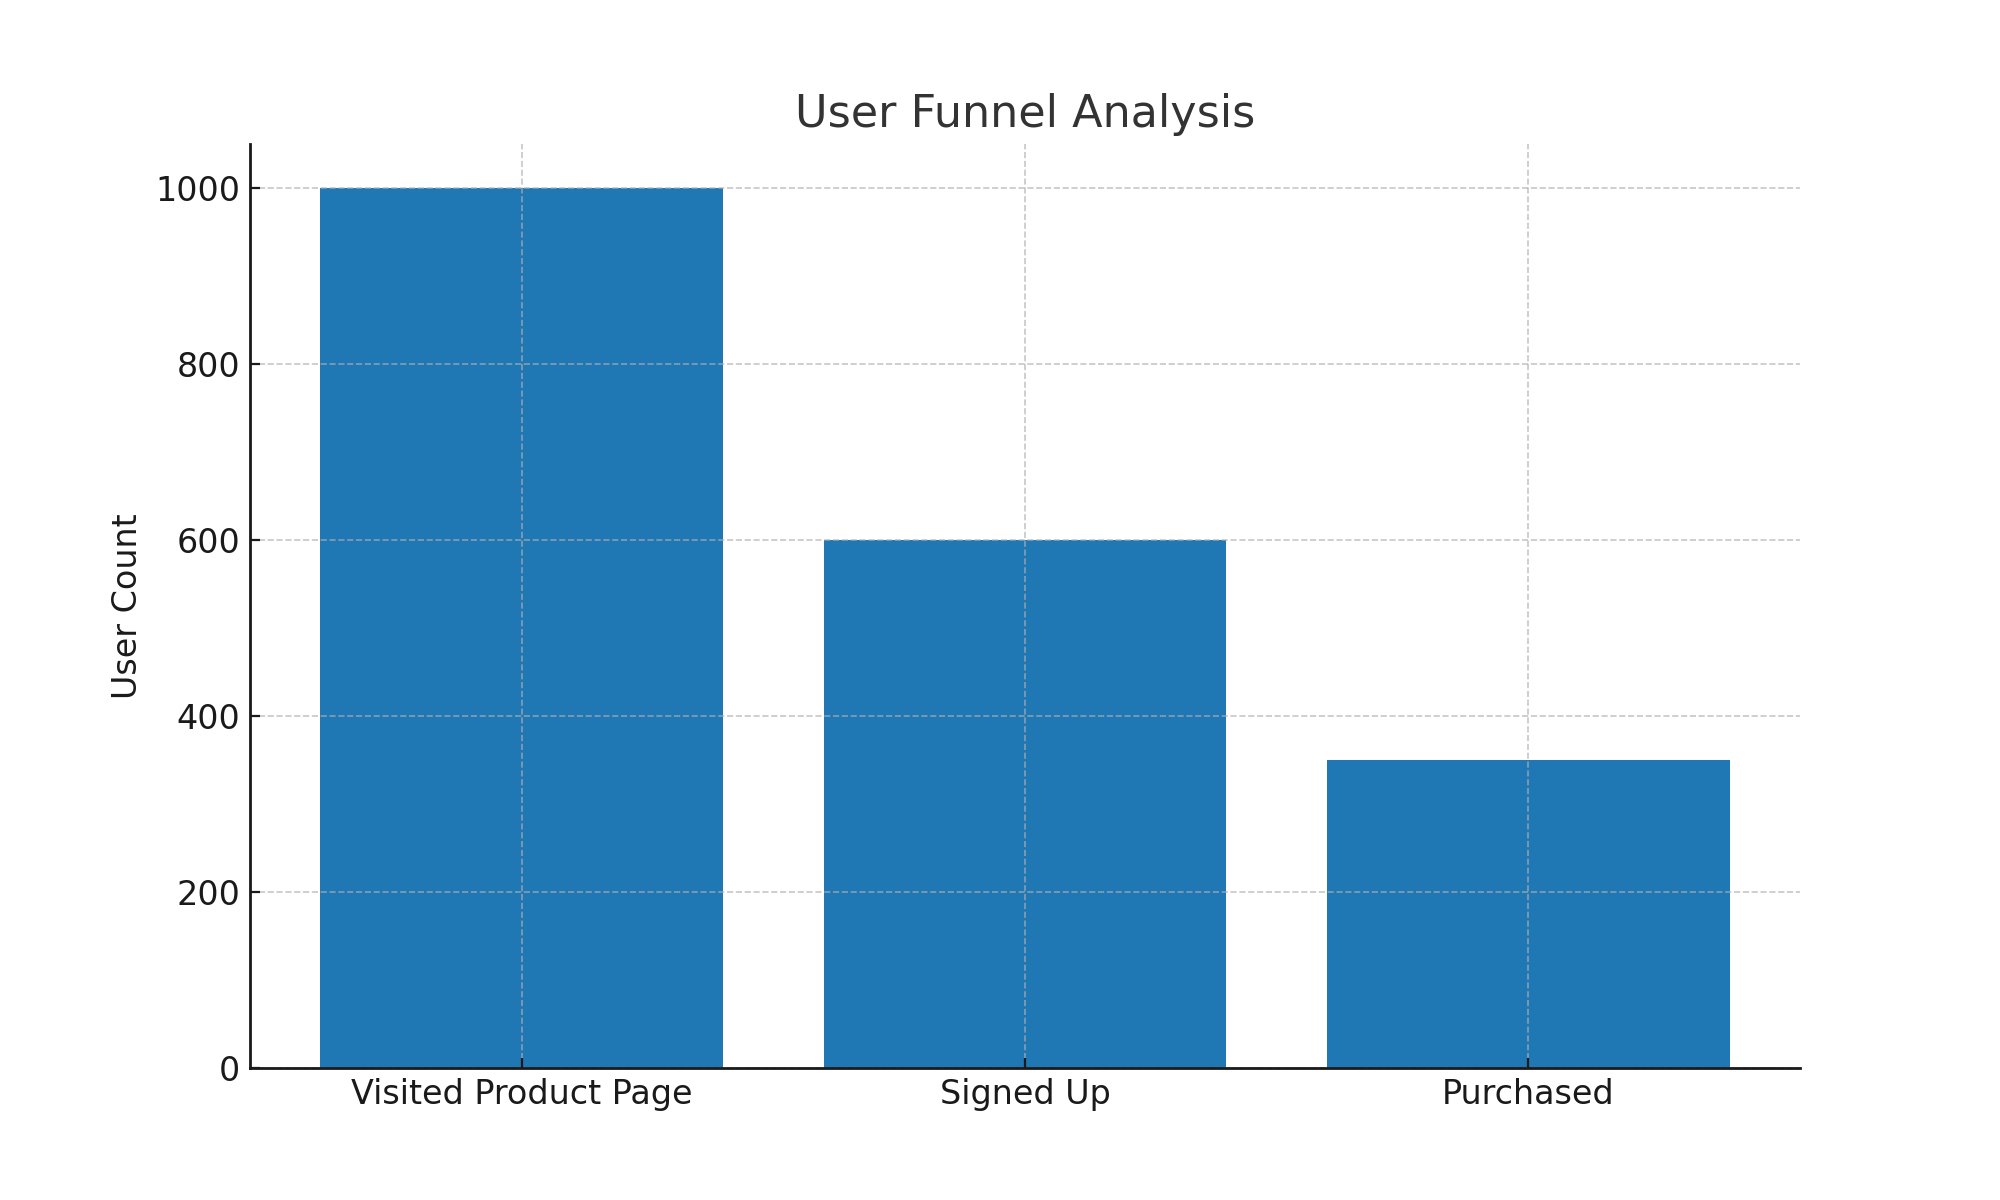 User Funnel Analysis
User Count
1000
800
600
400
200
0
Visited Product Page
Signed Up
Purchased